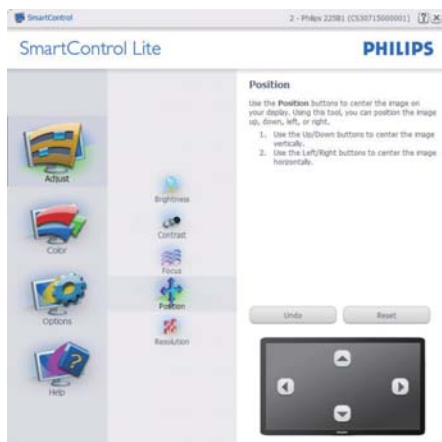 SmartControl
2 - Philips 225B1 (CS30715000001)
SmartControl Lite
PHILIPS
Adjust
Color
Options
Help
Brightness
Contrast
Focus
Position
Resolution
Position
Use the Position buttons to center the image on
your display. Using this tool, you can position the image
up, down, left, or right.
1. Use the Up/Down buttons to center the image
vertically.
2. Use the Left/Right buttons to center the image
horizontally.
Undo
Reset